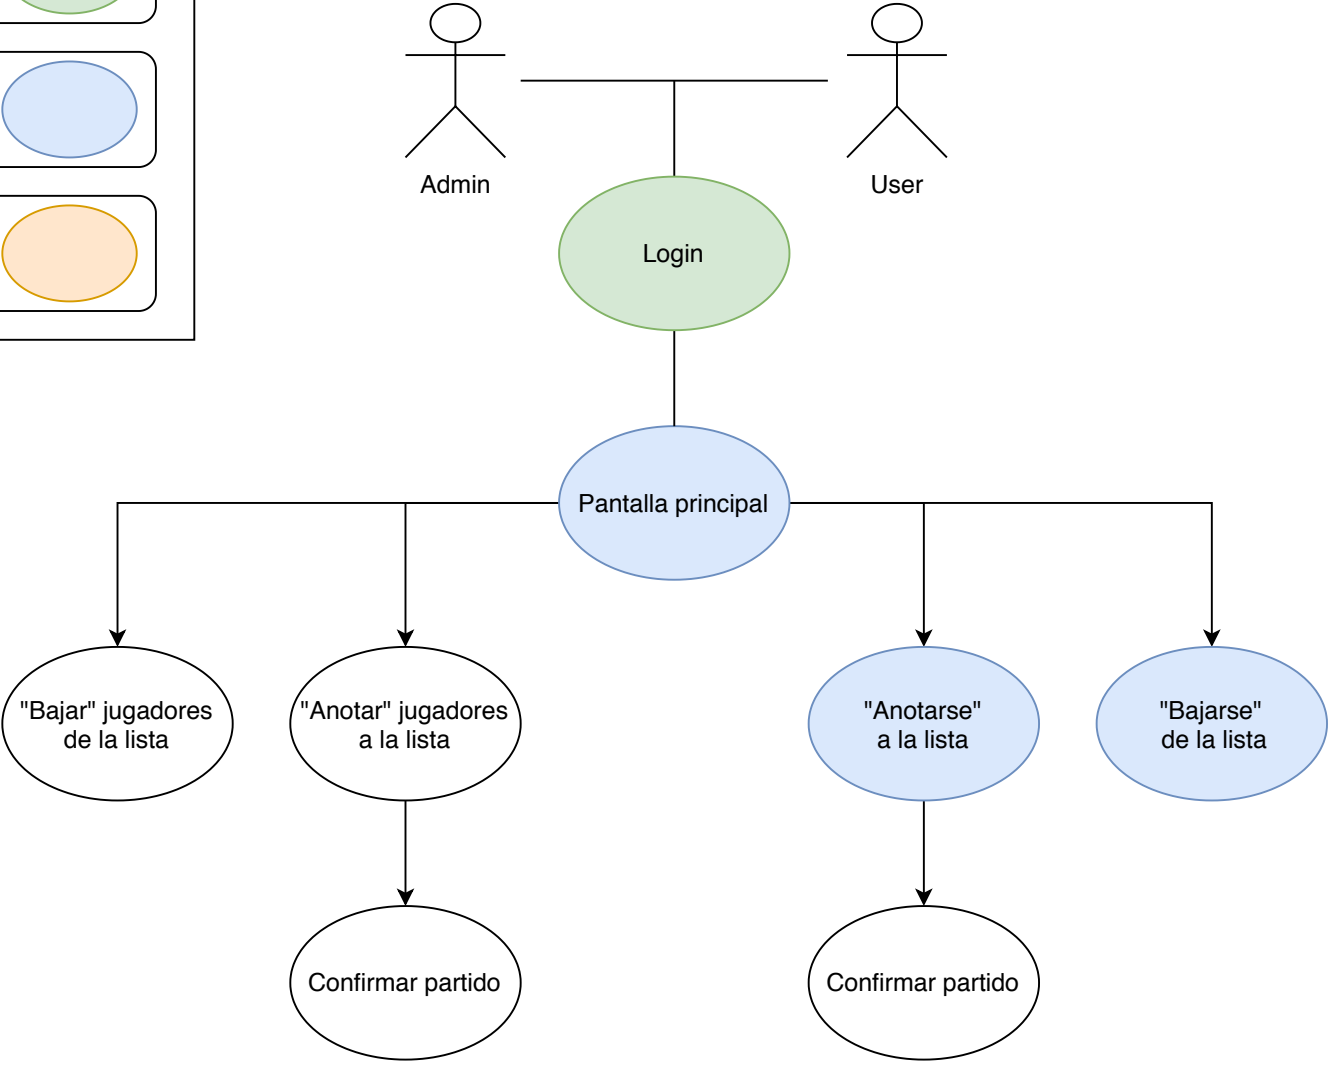 Admin
User
Login
Pantalla principal
"Bajar" jugadores
de la lista
"Anotar" jugadores
a la lista
"Anotarse"
a la lista
"Bajarse"
de la lista
Confirmar partido
Confirmar partido